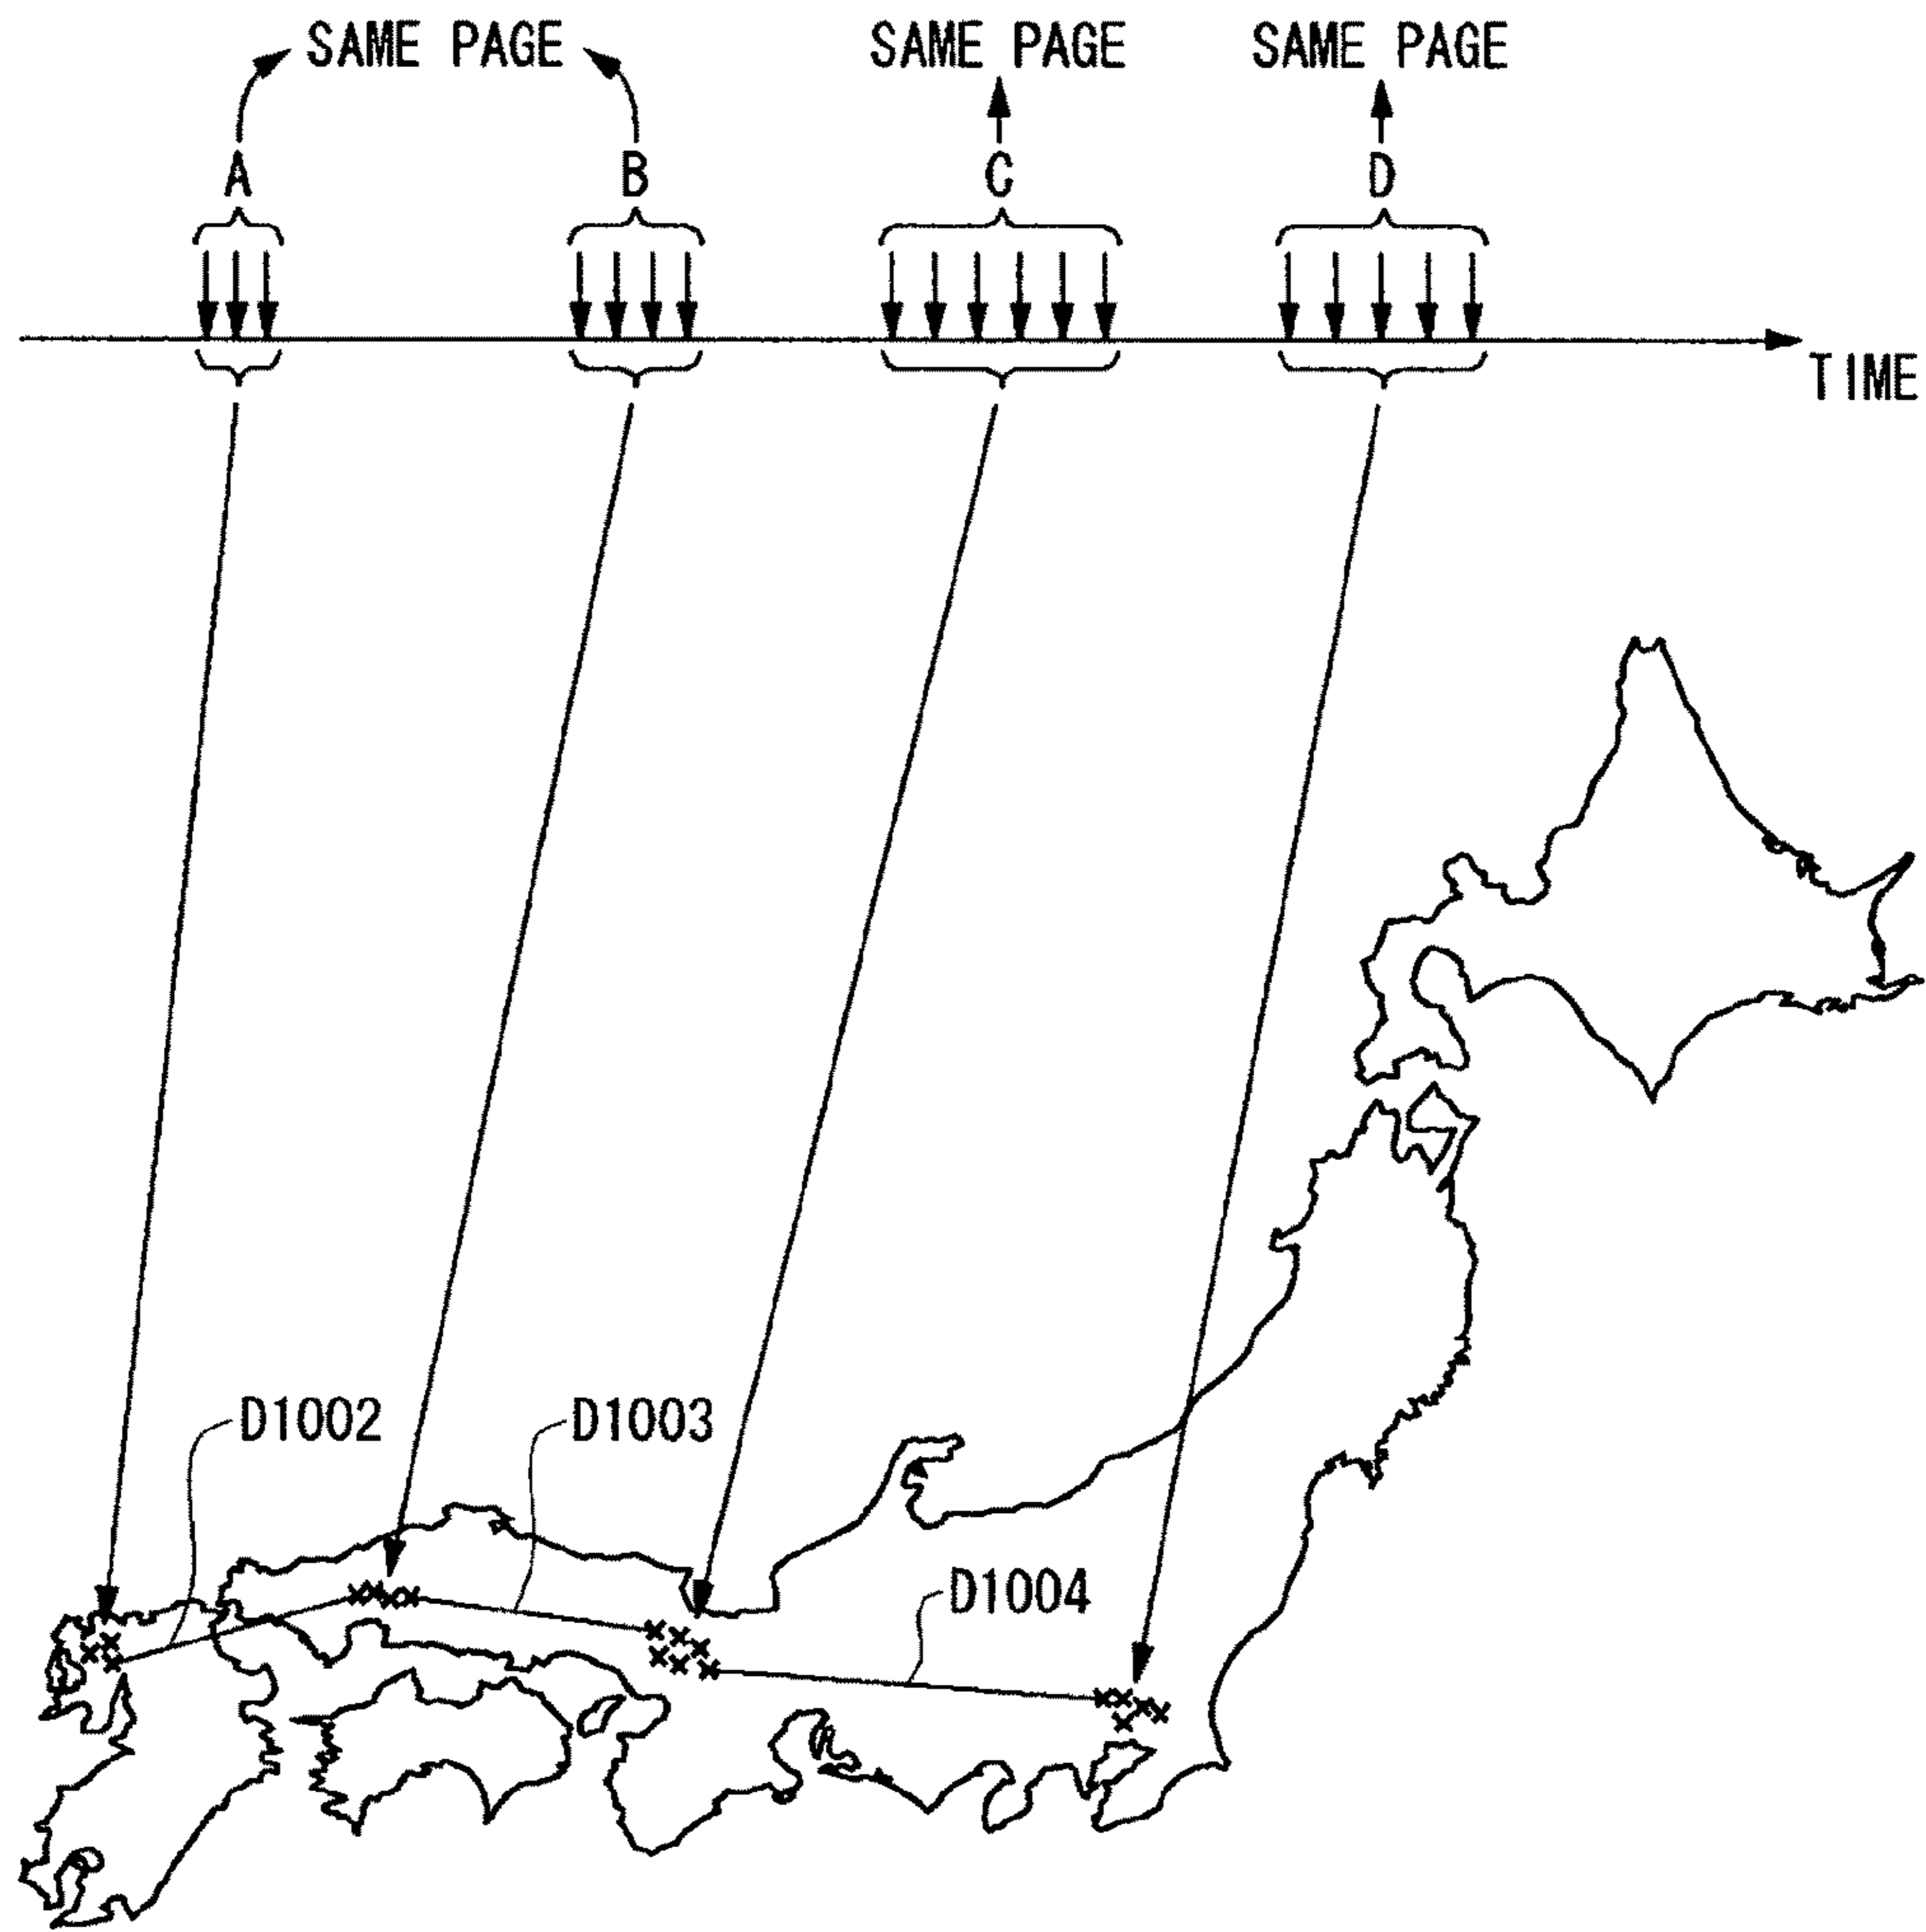 SAME PAGE SAME PAGE SAME PAGE
A B C D
TIME
D1002 D1003
D1004